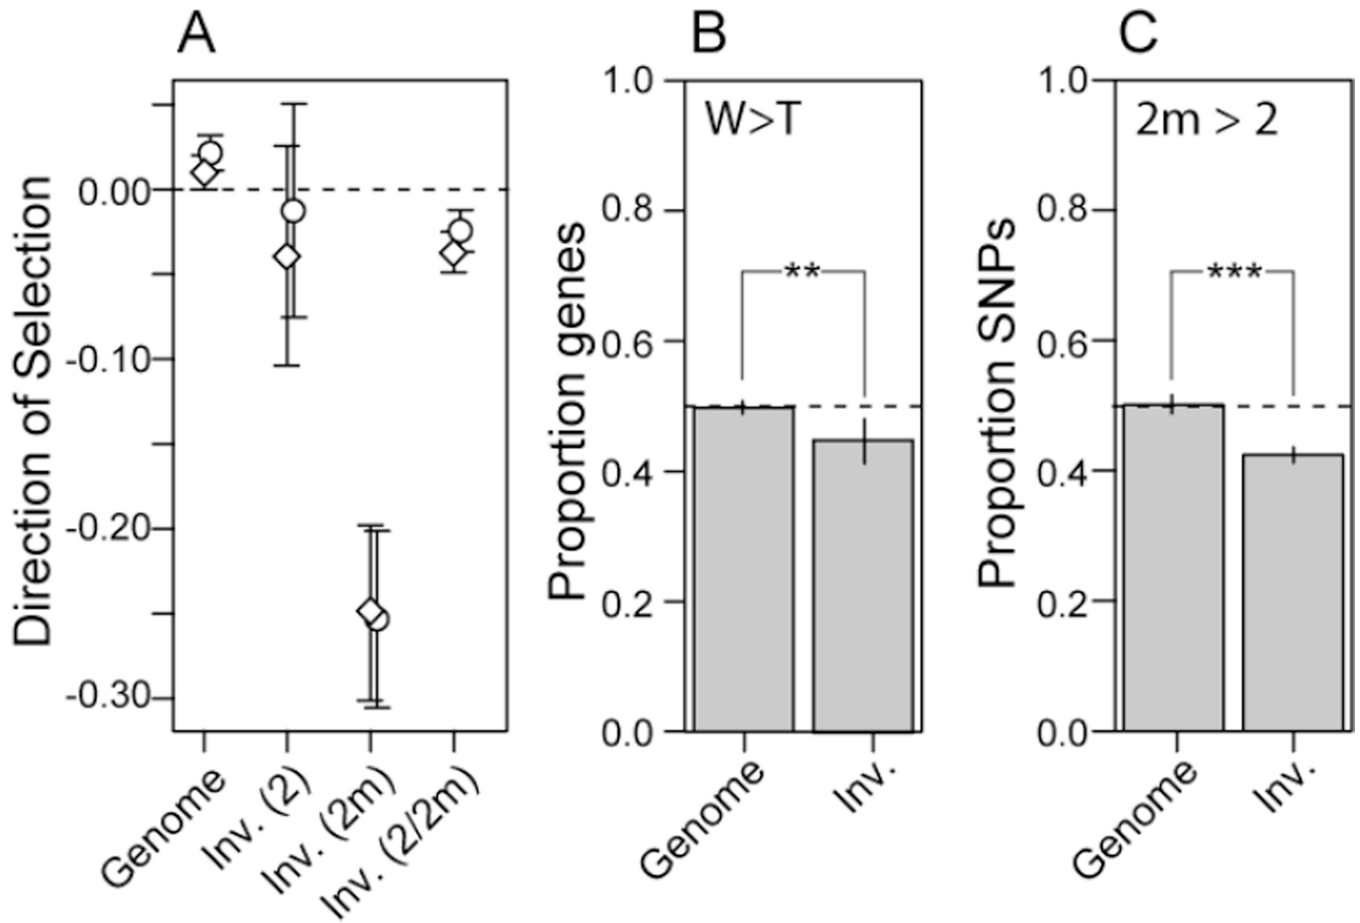 A
Direction of Selection
0.00
-0.10
-0.20
-0.30
Genome
Inv. (2)
Inv. (2m)
Inv. (2/2m)
B
Proportion genes
1.0
0.8
0.6
0.4
0.2
0.0
W>T
**
Genome
Inv.
C
Proportion SNPs
1.0
0.8
0.6
0.4
0.2
0.0
2m > 2
***
Genome
Inv.